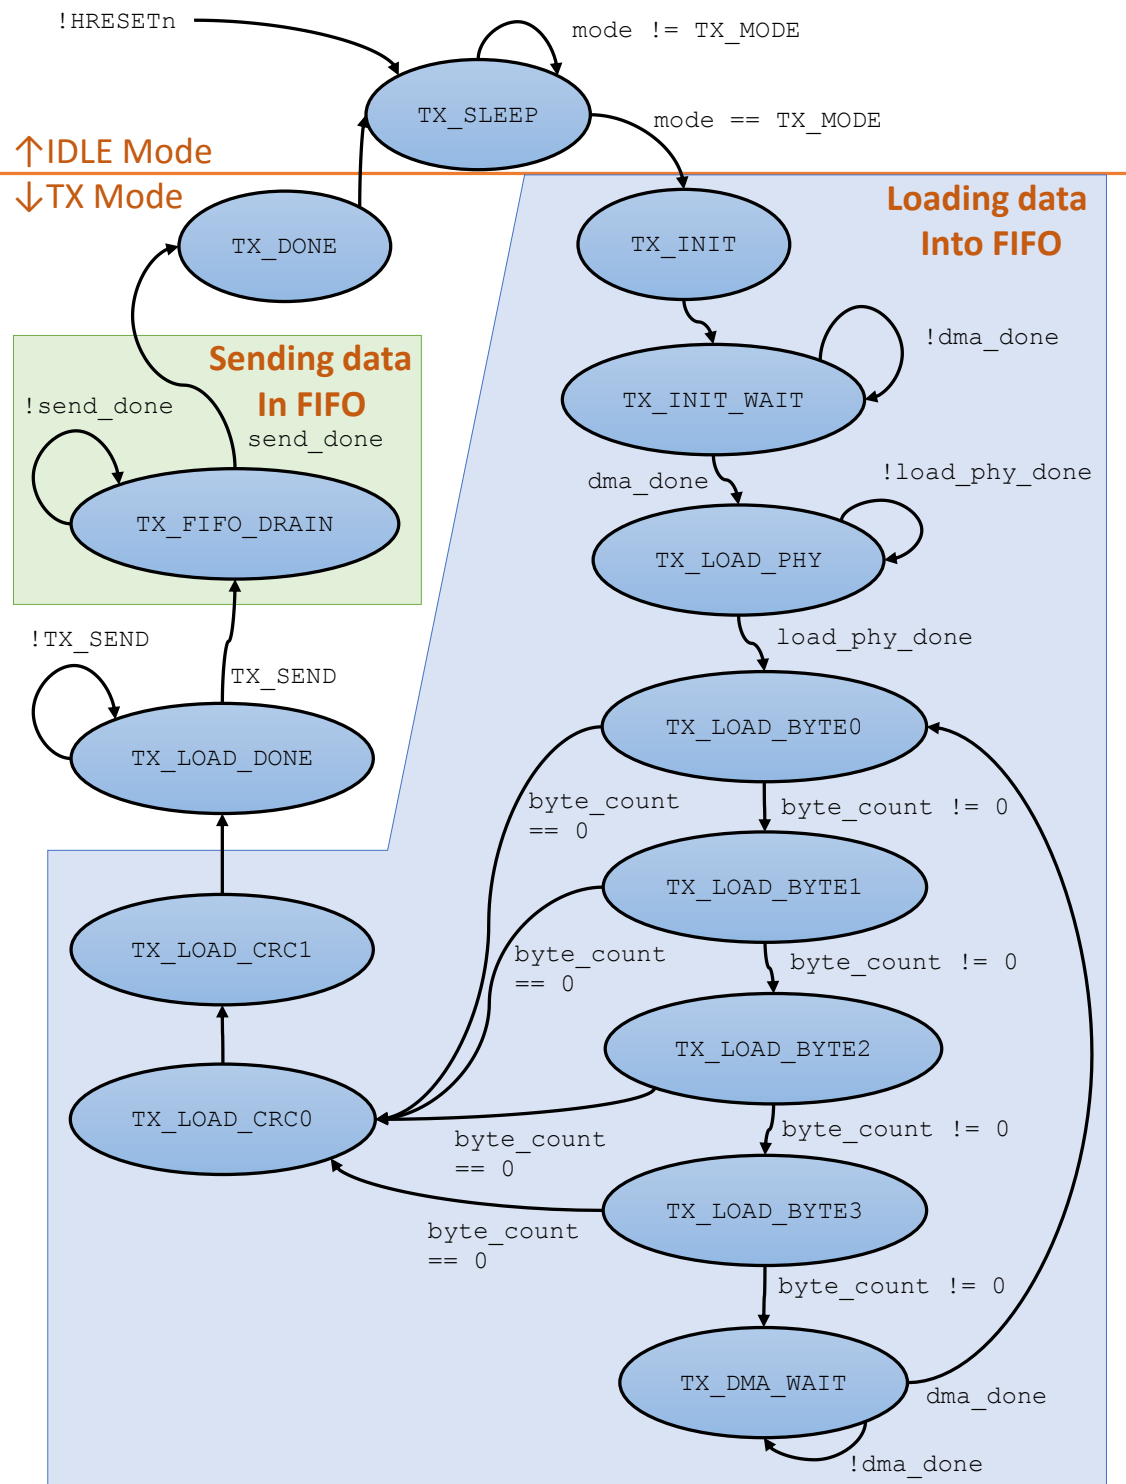 !HRESETn
mode != TX_MODE
TX_SLEEP
mode == TX_MODE
↑IDLE Mode
↓TX Mode
Loading data
Into FIFO
TX_DONE
TX_INIT
!dma_done
Sending data
In FIFO
!send_done
send_done
TX_INIT_WAIT
dma_done
!load_phy_done
TX_FIFO_DRAIN
TX_LOAD_PHY
load_phy_done
!TX_SEND
TX_SEND
TX_LOAD_BYTE0
TX_LOAD_DONE
byte_count
== 0
byte_count != 0
TX_LOAD_BYTE1
TX_LOAD_CRC1
byte_count
== 0
byte_count != 0
TX_LOAD_BYTE2
TX_LOAD_CRC0
byte_count
== 0
byte_count != 0
TX_LOAD_BYTE3
byte_count
== 0
byte_count != 0
TX_DMA_WAIT
dma_done
!dma_done